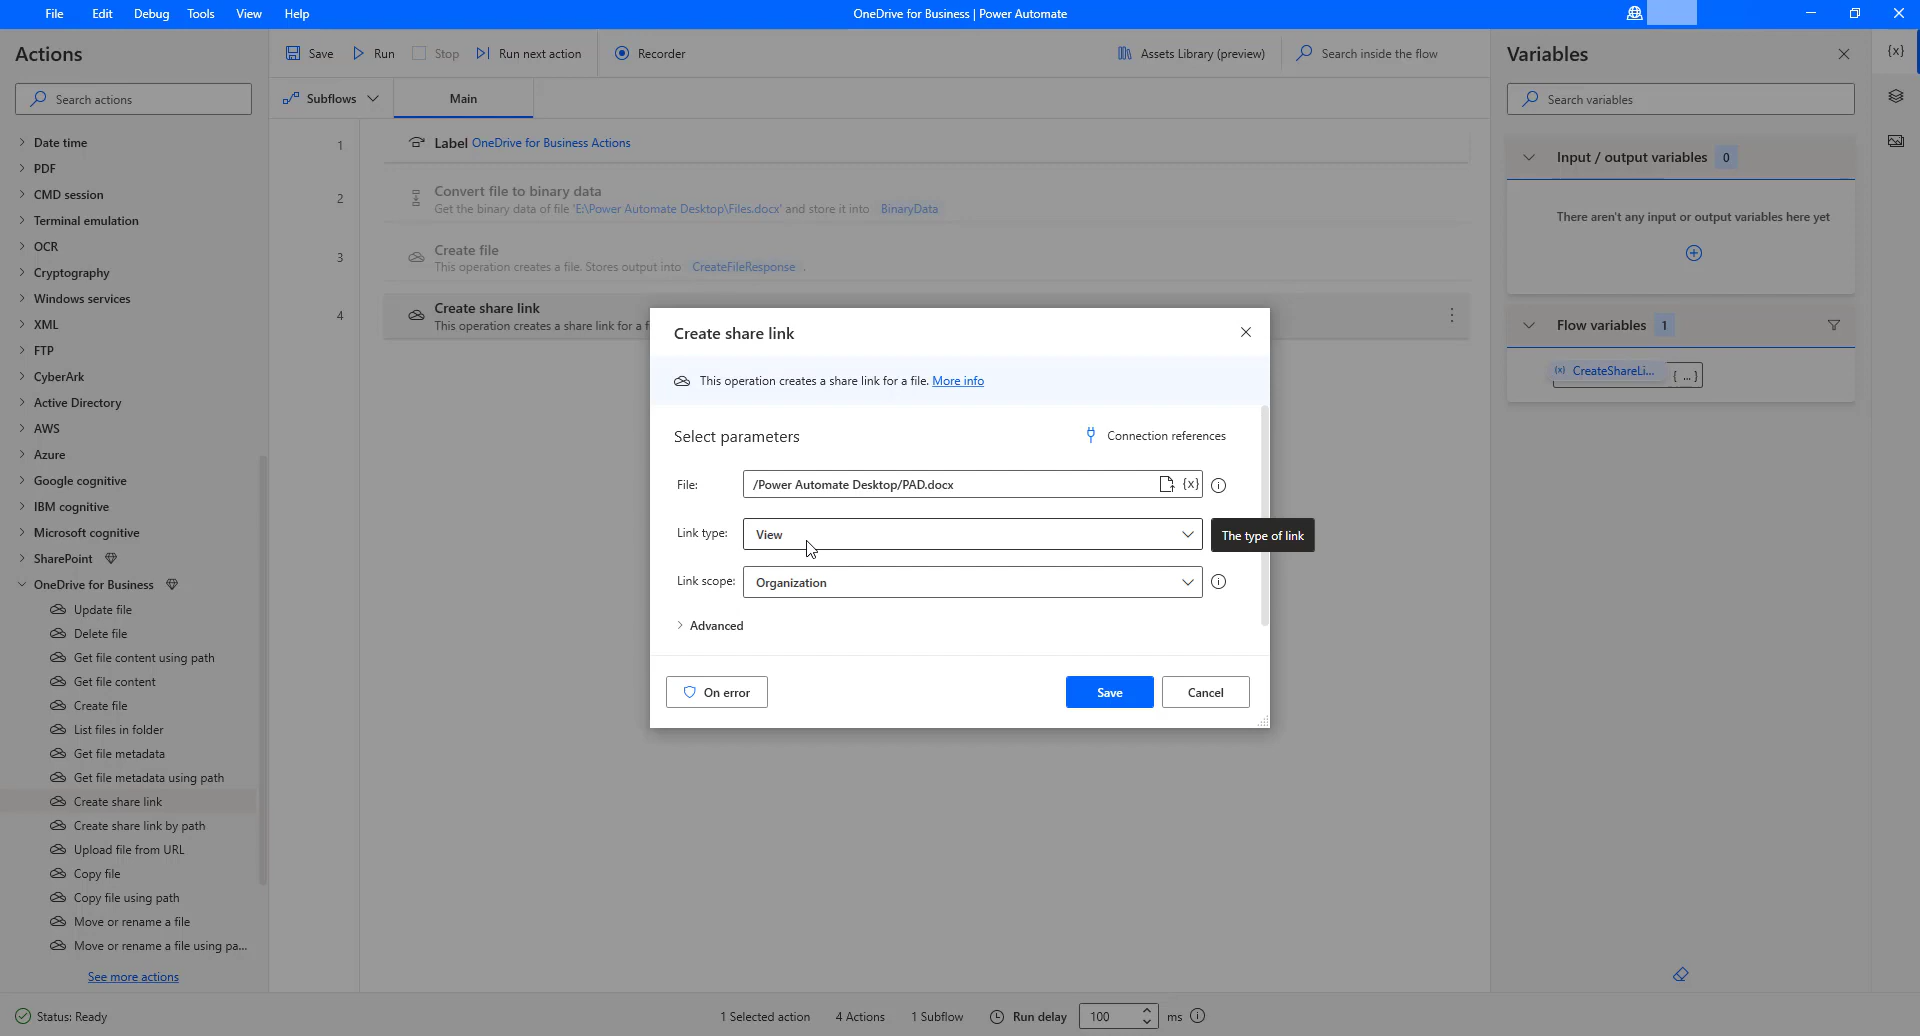 File Edit Debug Tools View Help
OneDrive for Business | Power Automate
Actions
Search actions
Date time
PDF
CMD session
Terminal emulation
OCR
Cryptography
Windows services
XML
FTP
CyberArk
Active Directory
AWS
Azure
Google cognitive
IBM cognitive
Microsoft cognitive
SharePoint
OneDrive for Business
Update file
Delete file
Get file content using path
Get file content
Create file
List files in folder
Get file metadata
Get file metadata using path
Create share link
Create share link by path
Upload file from URL
Copy file
Copy file using path
Move or rename a file
Move or rename a file using pa...
See more actions
Save Run Stop Run next action Recorder
Assets Library (preview) Search inside the flow
Subflows Main
1 Label OneDrive for Business Actions
2 Convert file to binary data
Get the binary data of file 'E:\Power Automate Desktop\Files.docx' and store it into BinaryData
3 Create file
This operation creates a file. Stores output into CreateFileResponse .
4 Create share link
This operation creates a share link for a f
Create share link
This operation creates a share link for a file. More info
Select parameters Connection references
File: /Power Automate Desktop/PAD.docx {x}
Link type: View
The type of link
Link scope: Organization
Advanced
On error Save Cancel
Variables
{x}
Search variables
Input / output variables 0
There aren't any input or output variables here yet
Flow variables 1
(x) CreateShareLi... { ... }
Status: Ready
1 Selected action 4 Actions 1 Subflow Run delay 100 ms